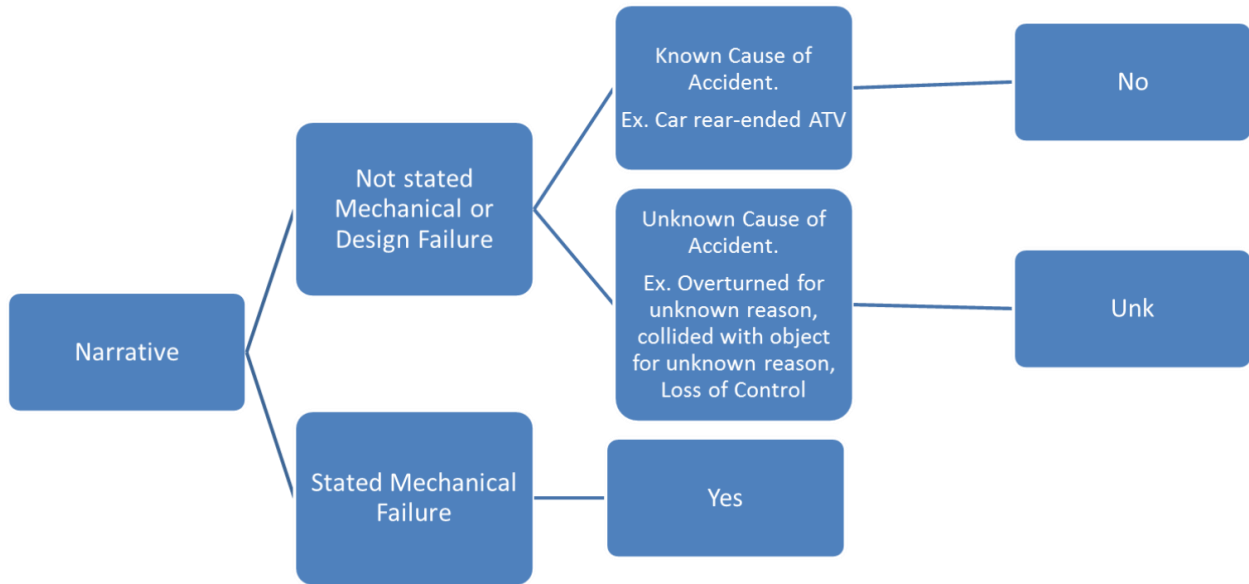 Narrative
Not stated
Mechanical or
Design Failure
Known Cause of
Accident.
Ex. Car rear-ended ATV
No
Unknown Cause of
Accident.
Ex. Overturned for
unknown reason,
collided with object
for unknown reason,
Loss of Control
Unk
Stated Mechanical
Failure
Yes